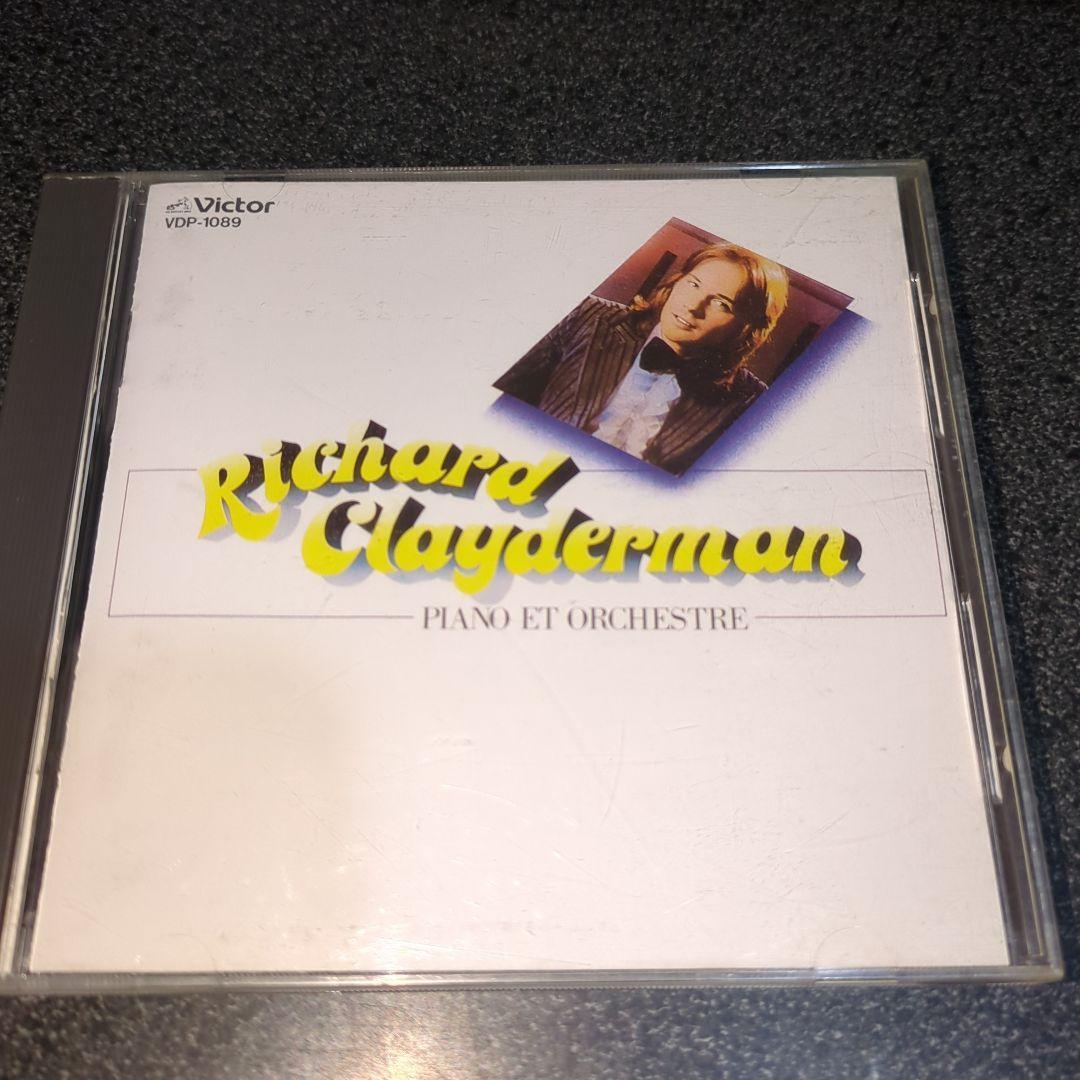 Victor
VDP-1089
Richard
Clayderman
PIANO ET ORCHESTRE